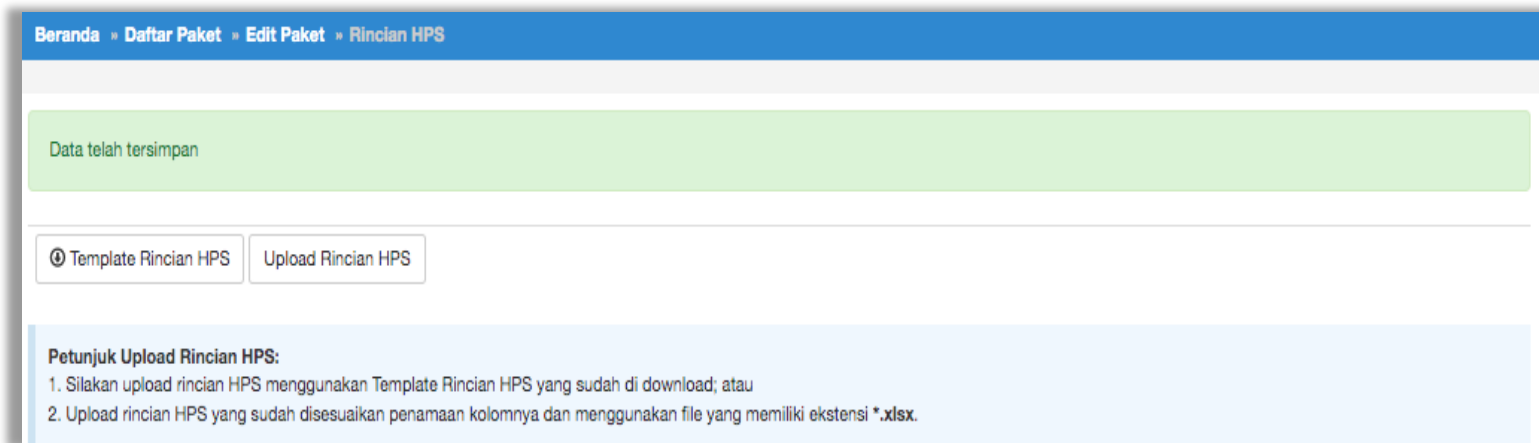 Beranda » Daftar Paket » Edit Paket » Rincian HPS
Data telah tersimpan
Template Rincian HPS Upload Rincian HPS
Petunjuk Upload Rincian HPS:
1. Silakan upload rincian HPS menggunakan Template Rincian HPS yang sudah di download; atau
2. Upload rincian HPS yang sudah disesuaikan penamaan kolomnya dan menggunakan file yang memiliki ekstensi *.xlsx.